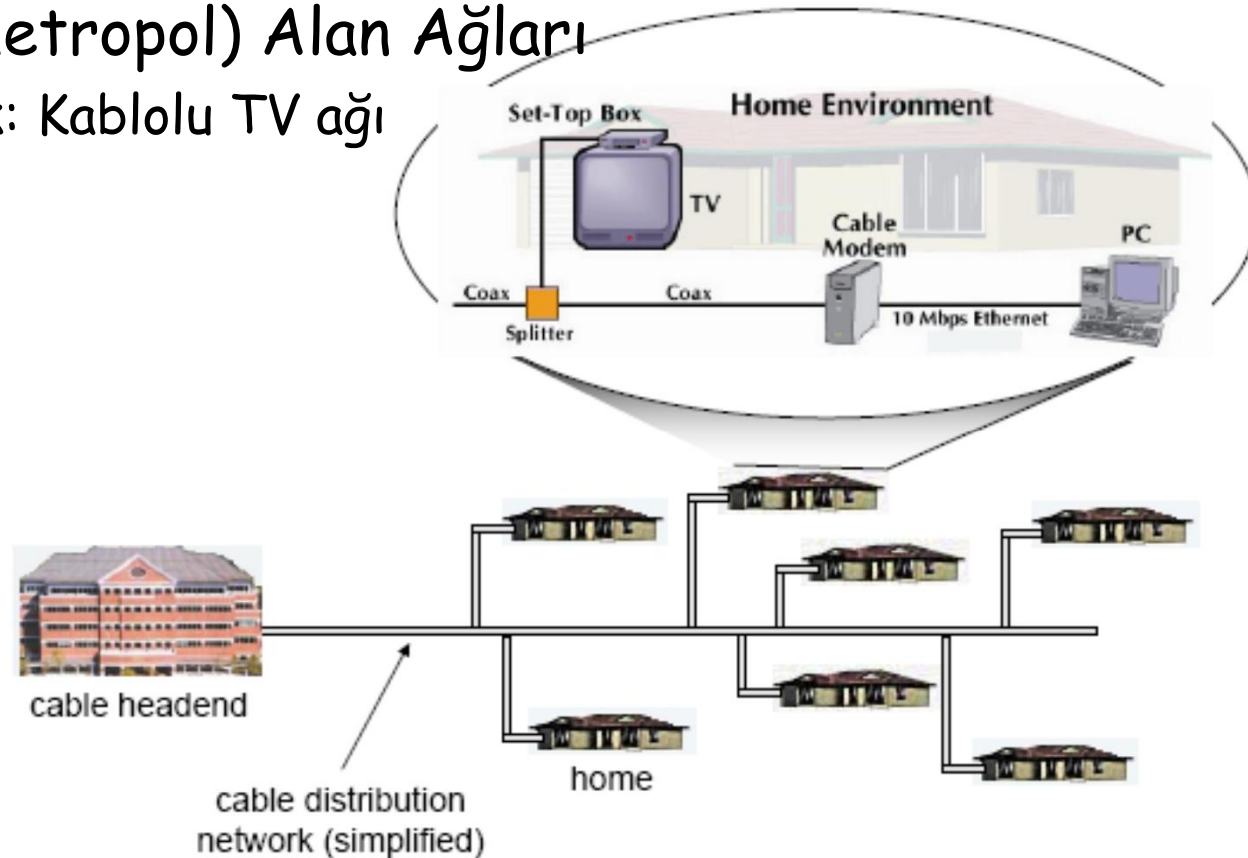 etropol) Alan Ağları
: Kablolu TV ağı
Set-Top Box
Home Environment
TV
Cable
Modem
PC
Coax
Coax
10 Mbps Ethernet
Splitter
cable headend
home
cable distribution
network (simplified)